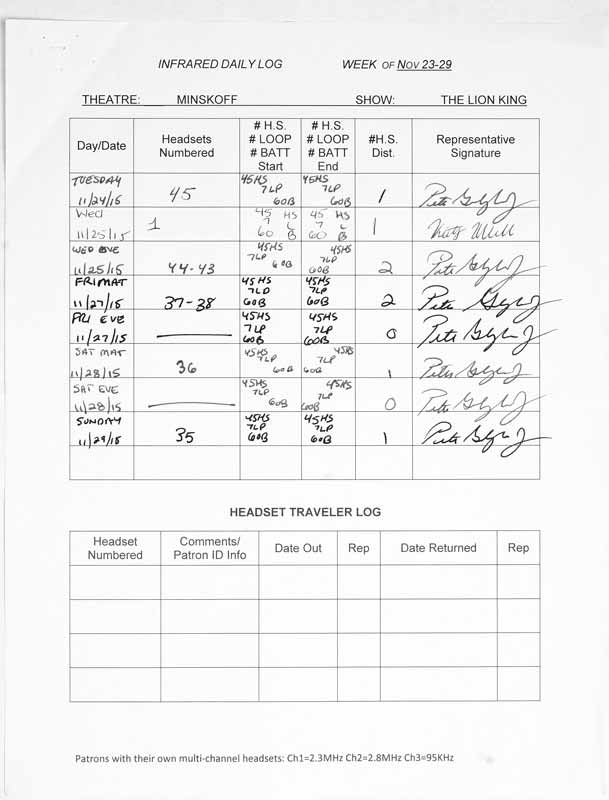 INFRARED DAILY LOG WEEK OF NOV 23-29
THEATRE: MINSKOFF SHOW: THE LION KING
Day/Date Headsets Numbered # H.S. # LOOP # BATT Start # H.S. # LOOP # BATT End #H.S. Dist. Representative Signature
TUESDAY 11/24/15 45 45HS 7LP 60B 45HS 7LP 60B 1
Wed 11/25/15 1 45 HS 7 L 60 B 45 HS 7 L 60 B 1
WED EVE 11/25/15 44-43 45HS 7LP 60B 45HS 7LP 60B 2
FRI MAT 11/27/15 37-38 45HS 7LP 60B 45HS 7LP 60B 2
FRI EVE 11/27/15 — 45HS 7LP 60B 45HS 7LP 60B 0
SAT MAT 11/28/15 36 45HS 7LP 60B 45HS 7LP 60B 1
SAT EVE 11/28/15 — 45HS 7LP 60B 45HS 7LP 60B 0
SUNDAY 11/29/15 35 45HS 7LP 60B 45HS 7LP 60B 1
HEADSET TRAVELER LOG
Headset Numbered Comments/ Patron ID Info Date Out Rep Date Returned Rep
Patrons with their own multi-channel headsets: Ch1=2.3MHz Ch2=2.8MHz Ch3=95KHz